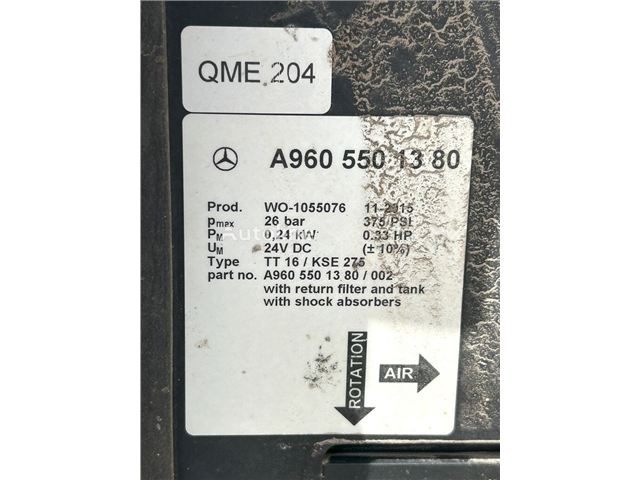 QME 204
A960 550 13 80
Prod. WO-1055076 11-2015
pmax 26 bar 375 PSI
PM 0,24 kW 0.33 HP
UM 24V DC (± 10%)
Type TT 16 / KSE 275
part no. A960 550 13 80 / 002
with return filter and tank
with shock absorbers
ROTATION
AIR